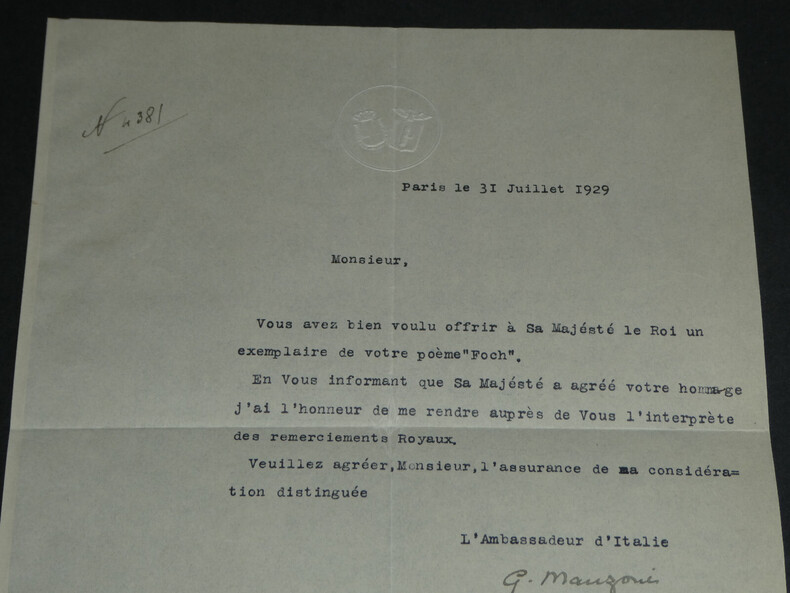 N 4381
Paris le 3I Juillet I929
Monsieur,
Vous avez bien voulu offrir à Sa Majésté le Roi un
exemplaire de votre poème"Foch".
En Vous informant que Sa Majésté a agréé votre hommage
j'ai l'honneur de me rendre auprès de Vous l'interprète
des remerciements Royaux.
Veuillez agréer,Monsieur,l'assurance de ma considéra=
tion distinguée
L'Ambassadeur d'Italie
G. Manzoni